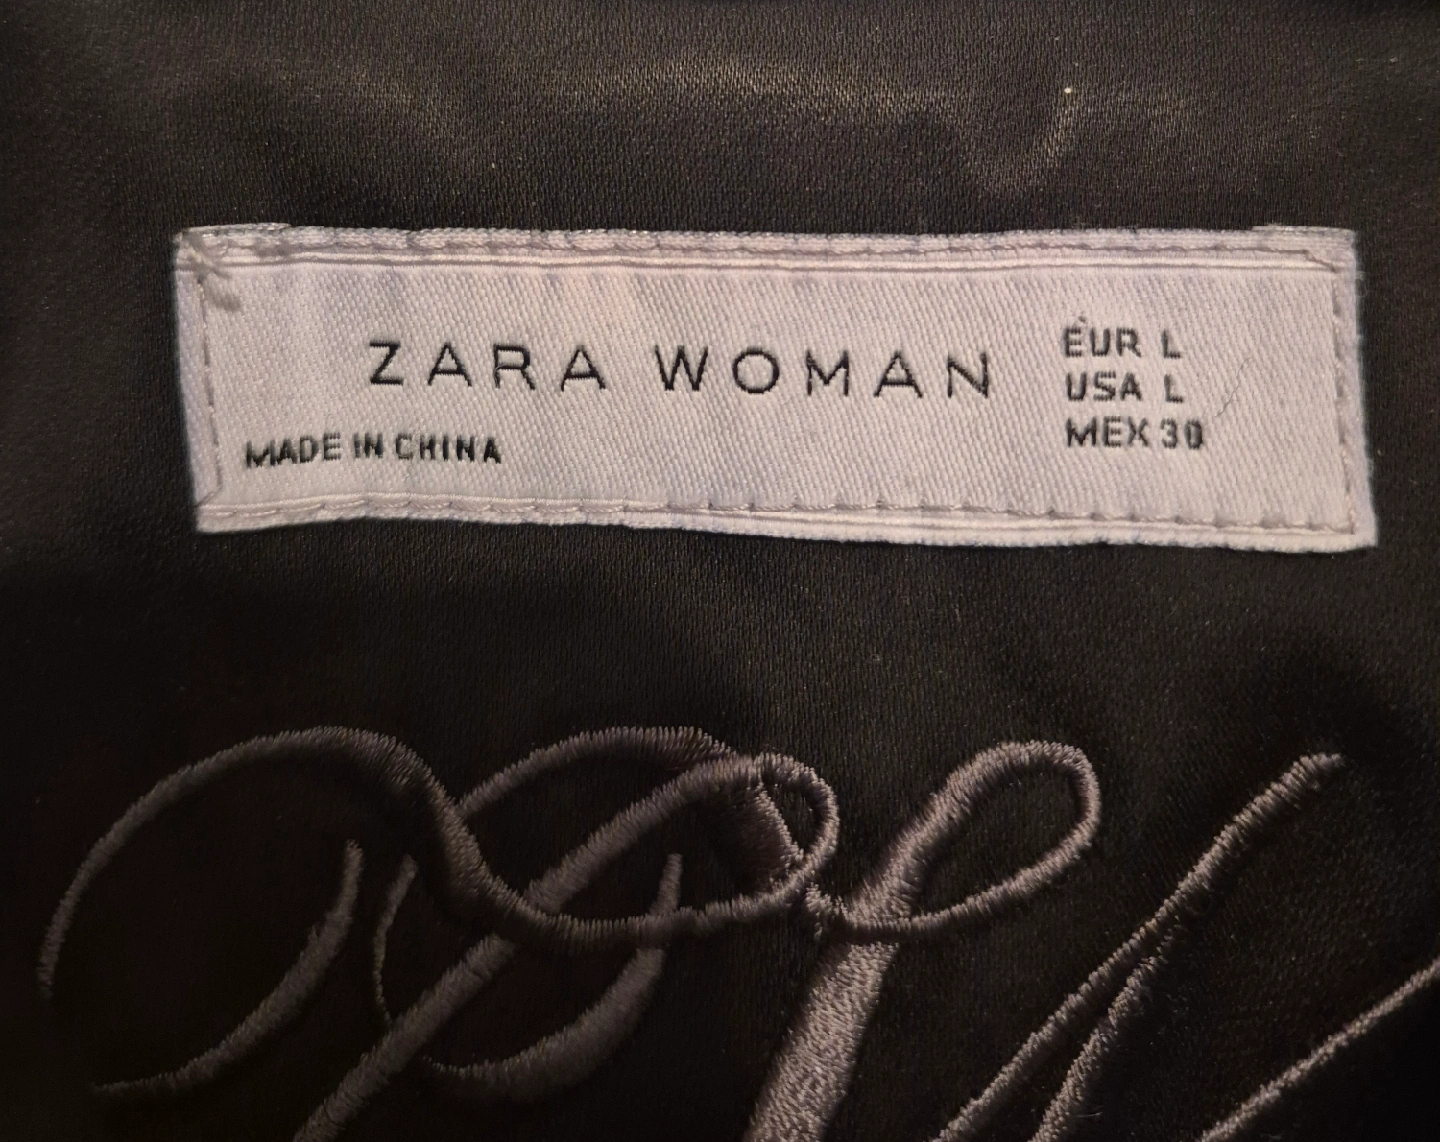 ZARA WOMAN
MADE IN CHINA
EUR L
USA L
MEX 30